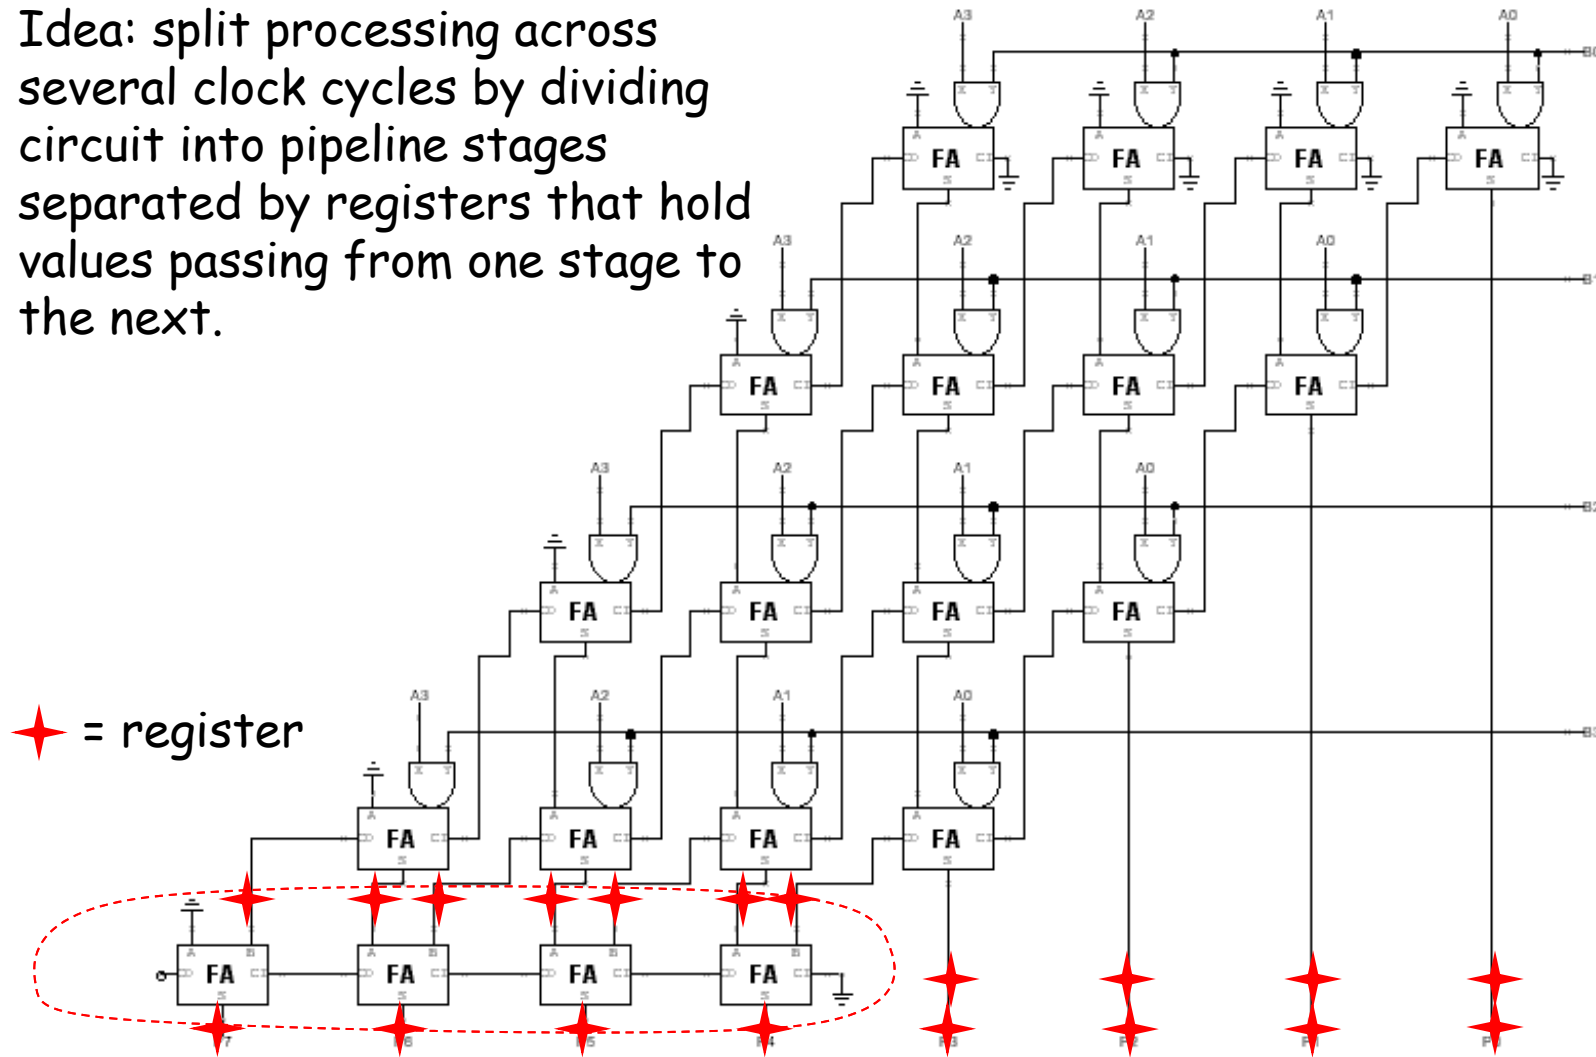 Idea: split processing across
several clock cycles by dividing
circuit into pipeline stages
separated by registers that hold
values passing from one stage to
the next.
A3 A2 A1 A0
FA FA FA FA
A3 A2 A1 A0
FA FA FA FA
A3 A2 A1 A0
FA FA FA FA
= register
A3 A2 A1 A0
FA FA FA FA
FA FA FA FA